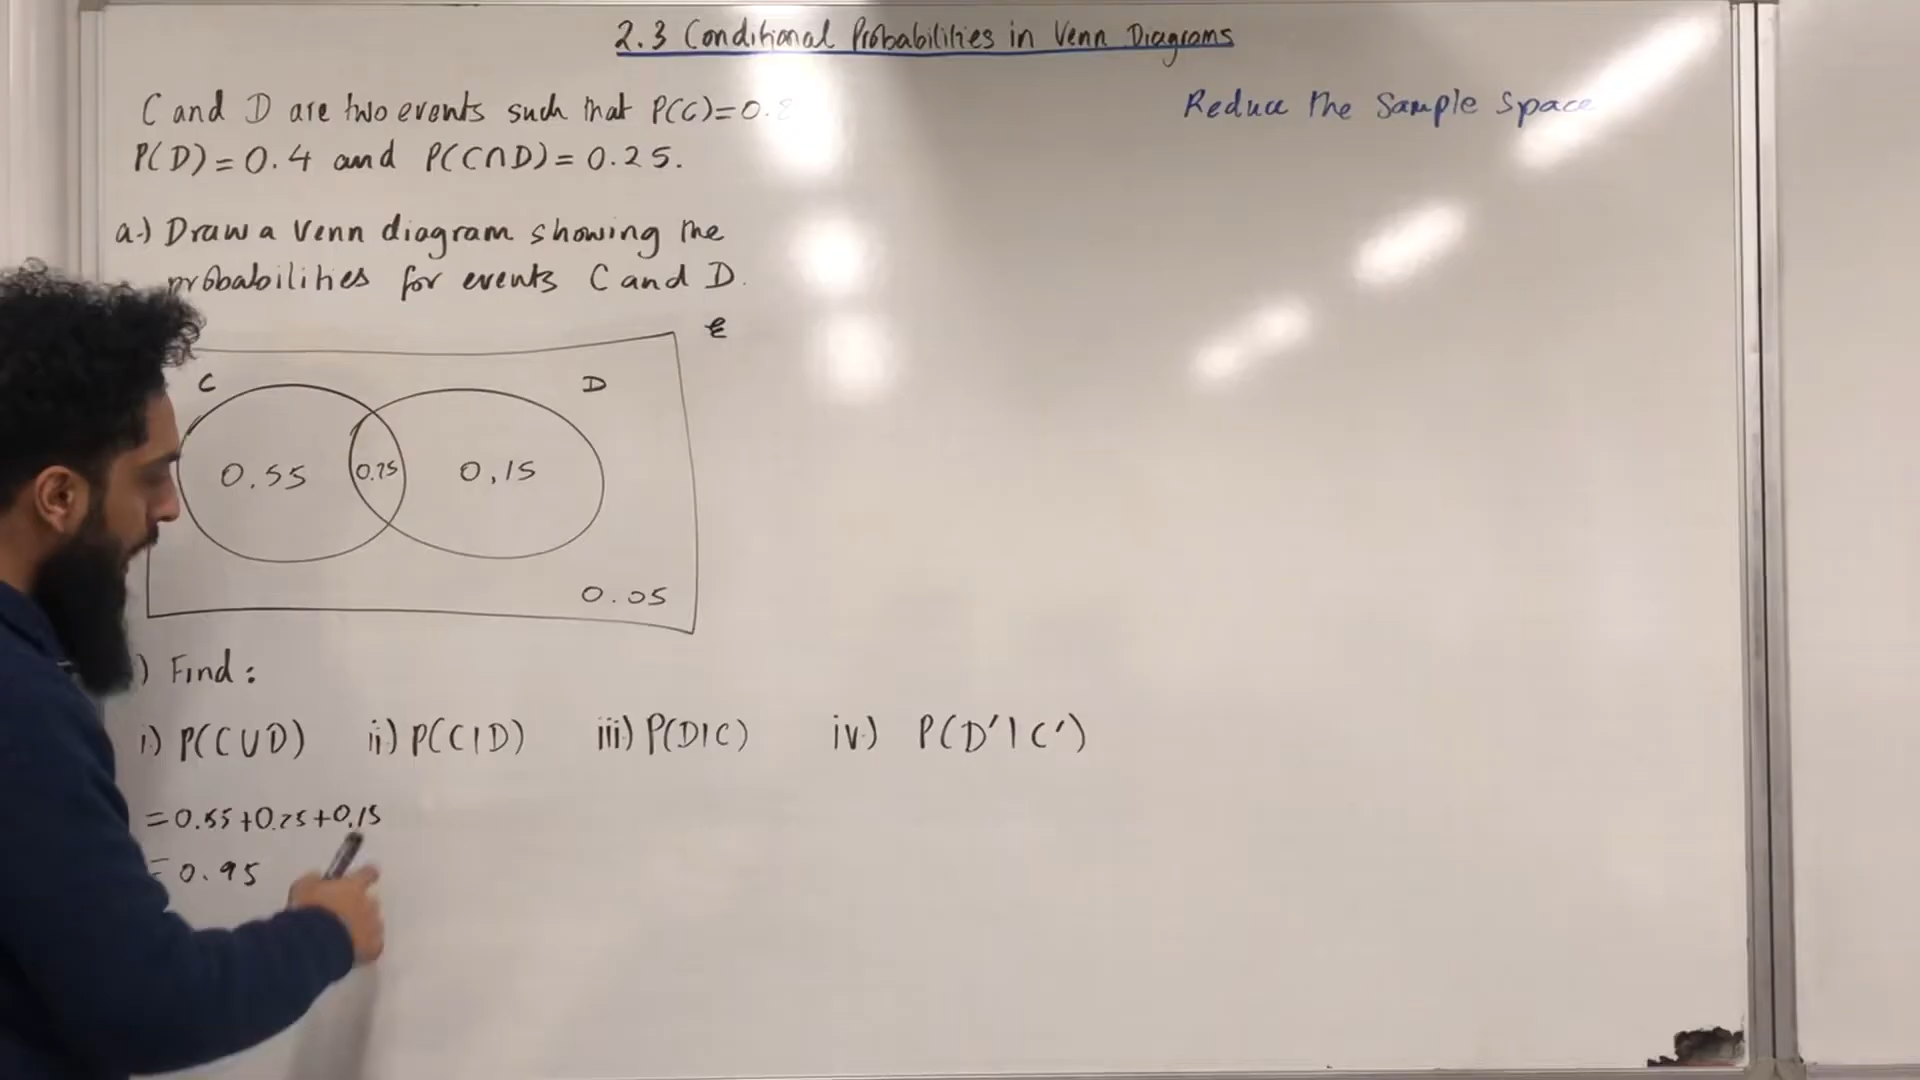 2.3 Conditional Probabilities in Venn Diagrams
C and D are two events such that P(C)=0.8
P(D)=0.4 and P(C∩D)=0.25.
Reduce the Sample Space
a.) Draw a Venn diagram showing the
probabilities for events C and D.
ξ
C D
0.55 0.25 0.15
0.05
) Find:
i) P(C∪D) ii) P(C|D) iii) P(D|C) iv.) P(D'|C')
=0.55+0.25+0.15
= 0.95